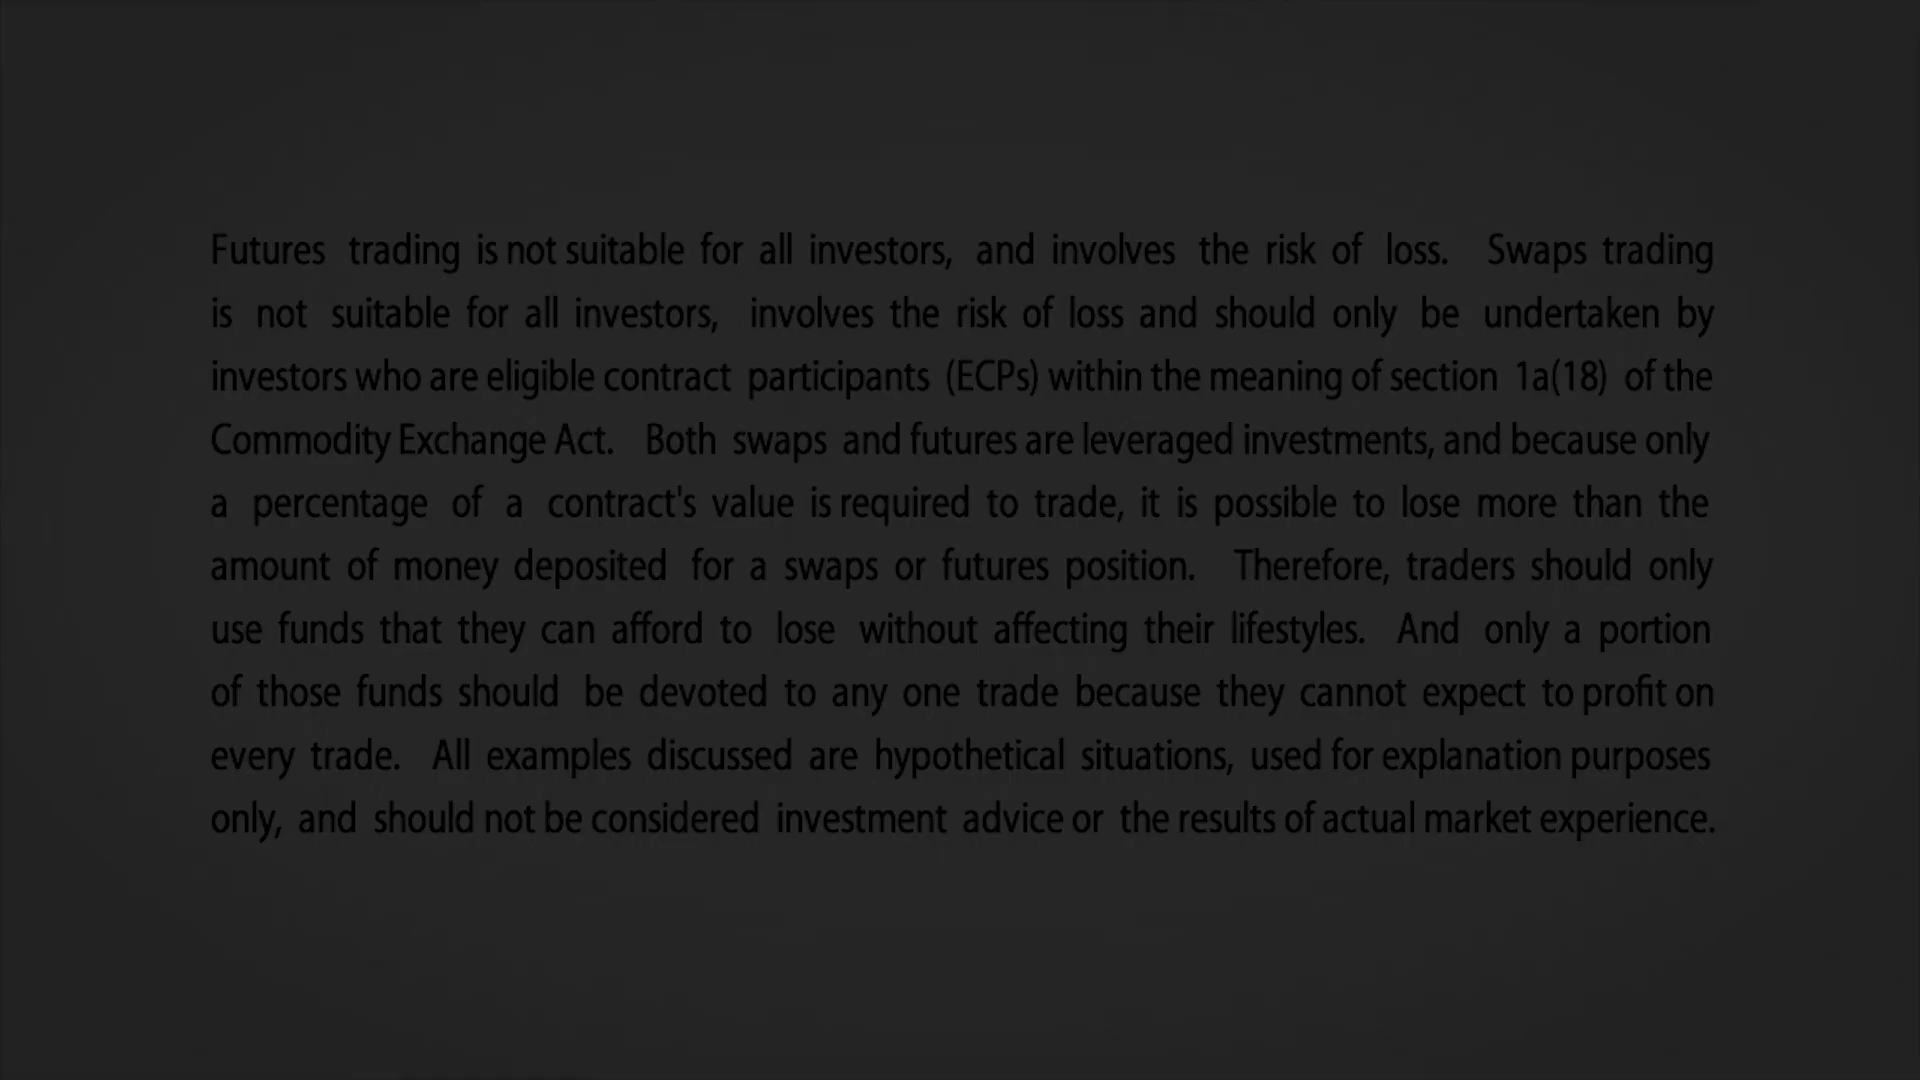 Futures trading is not suitable for all investors, and involves the risk of loss. Swaps trading
is not suitable for all investors, involves the risk of loss and should only be undertaken by
investors who are eligible contract participants (ECPs) within the meaning of section 1a(18) of the
Commodity Exchange Act. Both swaps and futures are leveraged investments, and because only
a percentage of a contract's value is required to trade, it is possible to lose more than the
amount of money deposited for a swaps or futures position. Therefore, traders should only
use funds that they can afford to lose without affecting their lifestyles. And only a portion
of those funds should be devoted to any one trade because they cannot expect to profit on
every trade. All examples discussed are hypothetical situations, used for explanation purposes
only, and should not be considered investment advice or the results of actual market experience.